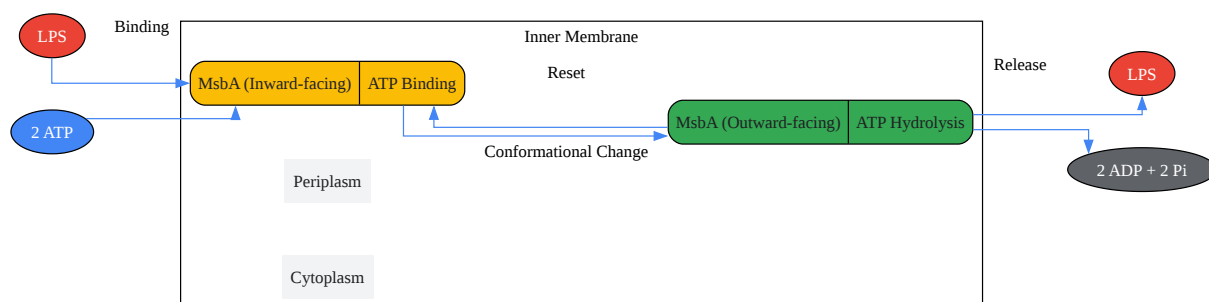 LPS
Binding
Inner Membrane
MsbA (Inward-facing)
ATP Binding
Reset
Release
LPS
2 ATP
MsbA (Outward-facing)
ATP Hydrolysis
Conformational Change
2 ADP + 2 Pi
Periplasm
Cytoplasm